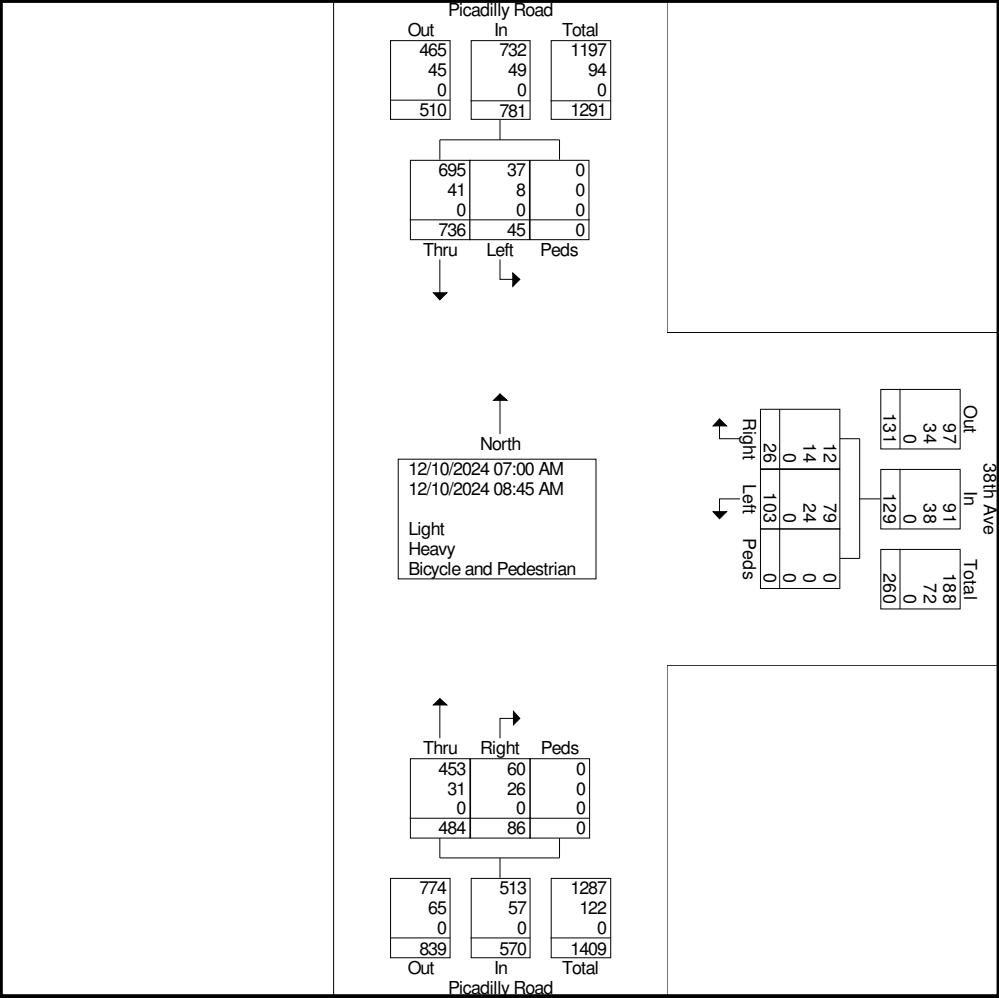 Picadilly Road
Out In Total
465 732 1197
45 49 94
0 0 0
510 781 1291
695 37 0
41 8 0
0 0 0
736 45 0
Thru Left Peds
North
12/10/2024 07:00 AM
12/10/2024 08:45 AM
Light
Heavy
Bicycle and Pedestrian
38th Ave
Out In Total
97 91 188
34 38 72
0 0 0
131 129 260
12 79 0
14 24 0
0 0 0
26 103 0
Right Left Peds
Thru Right Peds
453 60 0
31 26 0
0 0 0
484 86 0
774 513 1287
65 57 122
0 0 0
839 570 1409
Out In Total
Picadilly Road